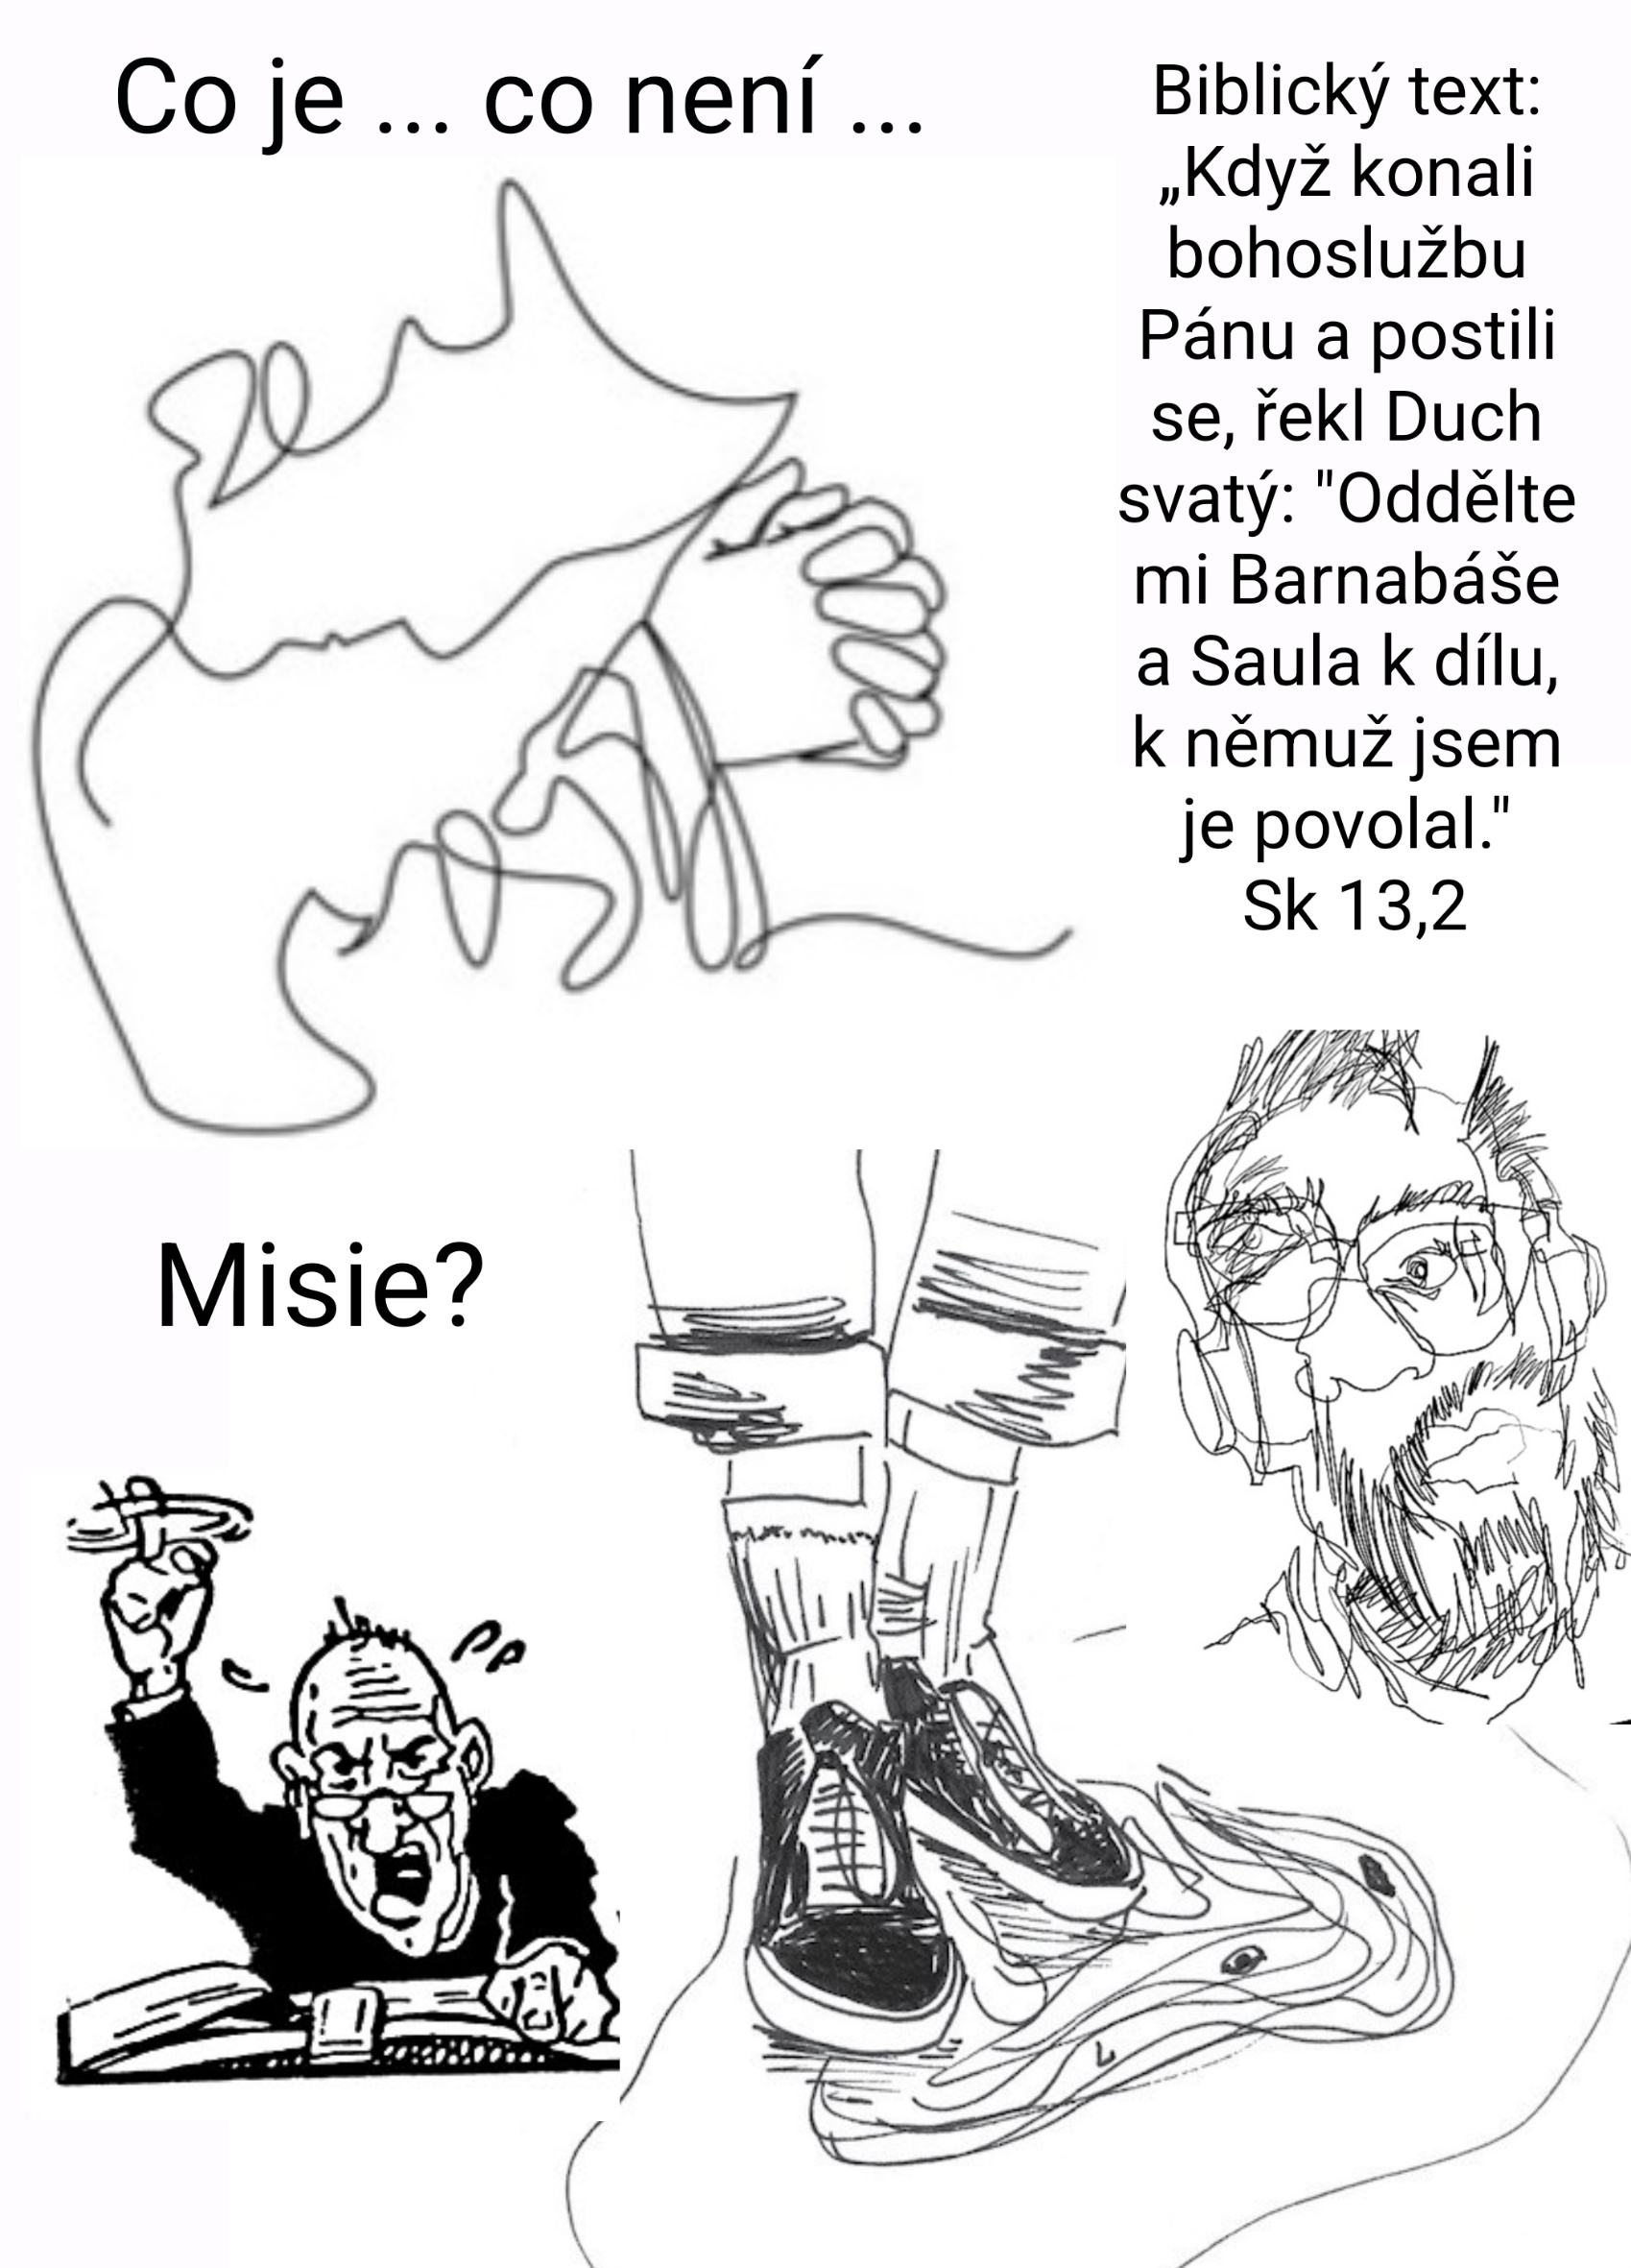 Co je ... co není ...
Biblický text:
„Když konali
bohoslužbu
Pánu a postili
se, řekl Duch
svatý: "Oddělte
mi Barnabáše
a Saula k dílu,
k němuž jsem
je povolal."
Sk 13,2
Misie?